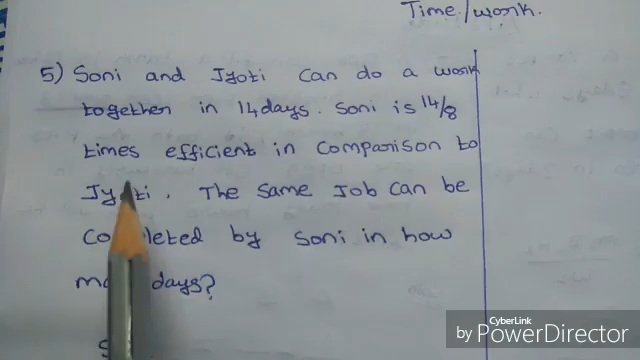 Time/work.
5) Soni and Jyoti can do a work
together in 14 days. Soni is 14/8
times efficient in comparison to
Jyoti. The same Job can be
completed by Soni in how
days?
CyberLink
by PowerDirector